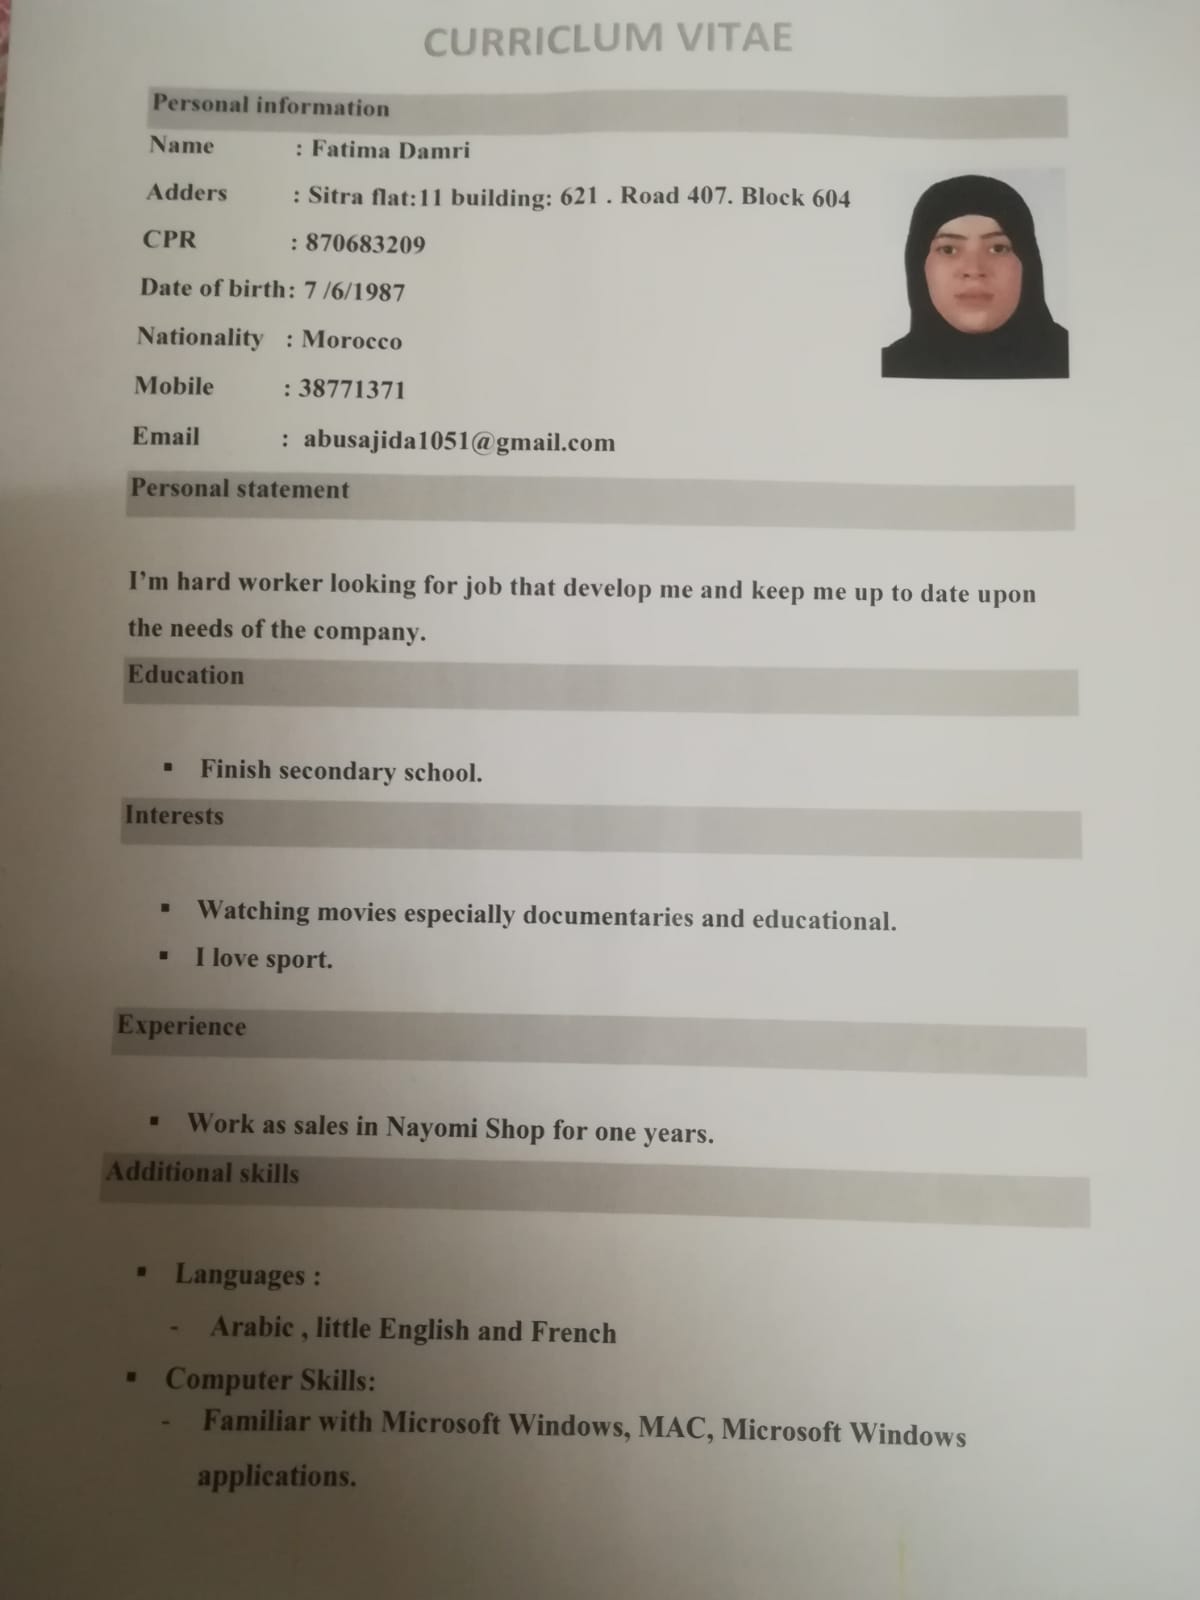 CURRICLUM VITAE
Personal information
Name : Fatima Damri
Adders : Sitra flat:11 building: 621 . Road 407. Block 604
CPR : 870683209
Date of birth: 7 /6/1987
Nationality : Morocco
Mobile : 38771371
Email : abusajida1051@gmail.com
Personal statement
I’m hard worker looking for job that develop me and keep me up to date upon
the needs of the company.
Education
▪ Finish secondary school.
Interests
▪ Watching movies especially documentaries and educational.
▪ I love sport.
Experience
▪ Work as sales in Nayomi Shop for one years.
Additional skills
▪ Languages :
- Arabic , little English and French
▪ Computer Skills:
- Familiar with Microsoft Windows, MAC, Microsoft Windows
applications.